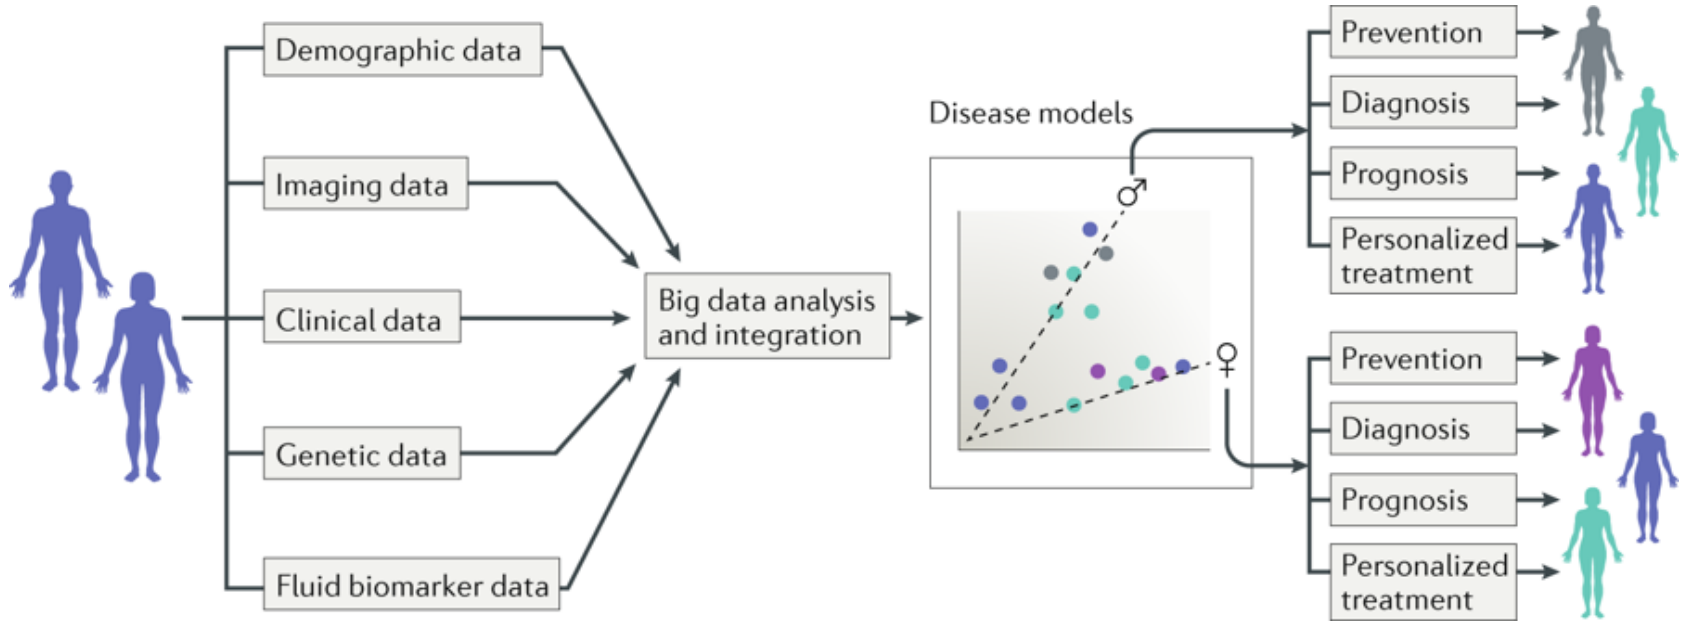 Demographic data
Imaging data
Clinical data
Genetic data
Fluid biomarker data
Big data analysis
and integration
Disease models
♂
♀
Prevention
Diagnosis
Prognosis
Personalized
treatment
Prevention
Diagnosis
Prognosis
Personalized
treatment